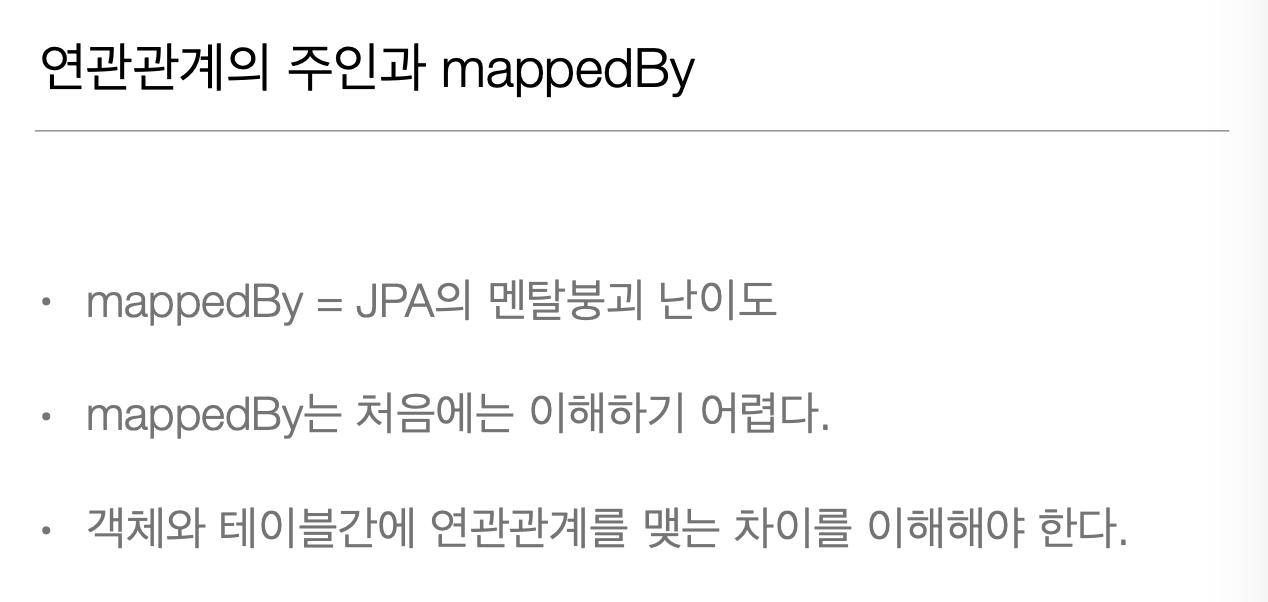 연관관계의 주인과 mappedBy
• mappedBy = JPA의 멘탈붕괴 난이도
• mappedBy는 처음에는 이해하기 어렵다.
• 객체와 테이블간에 연관관계를 맺는 차이를 이해해야 한다.